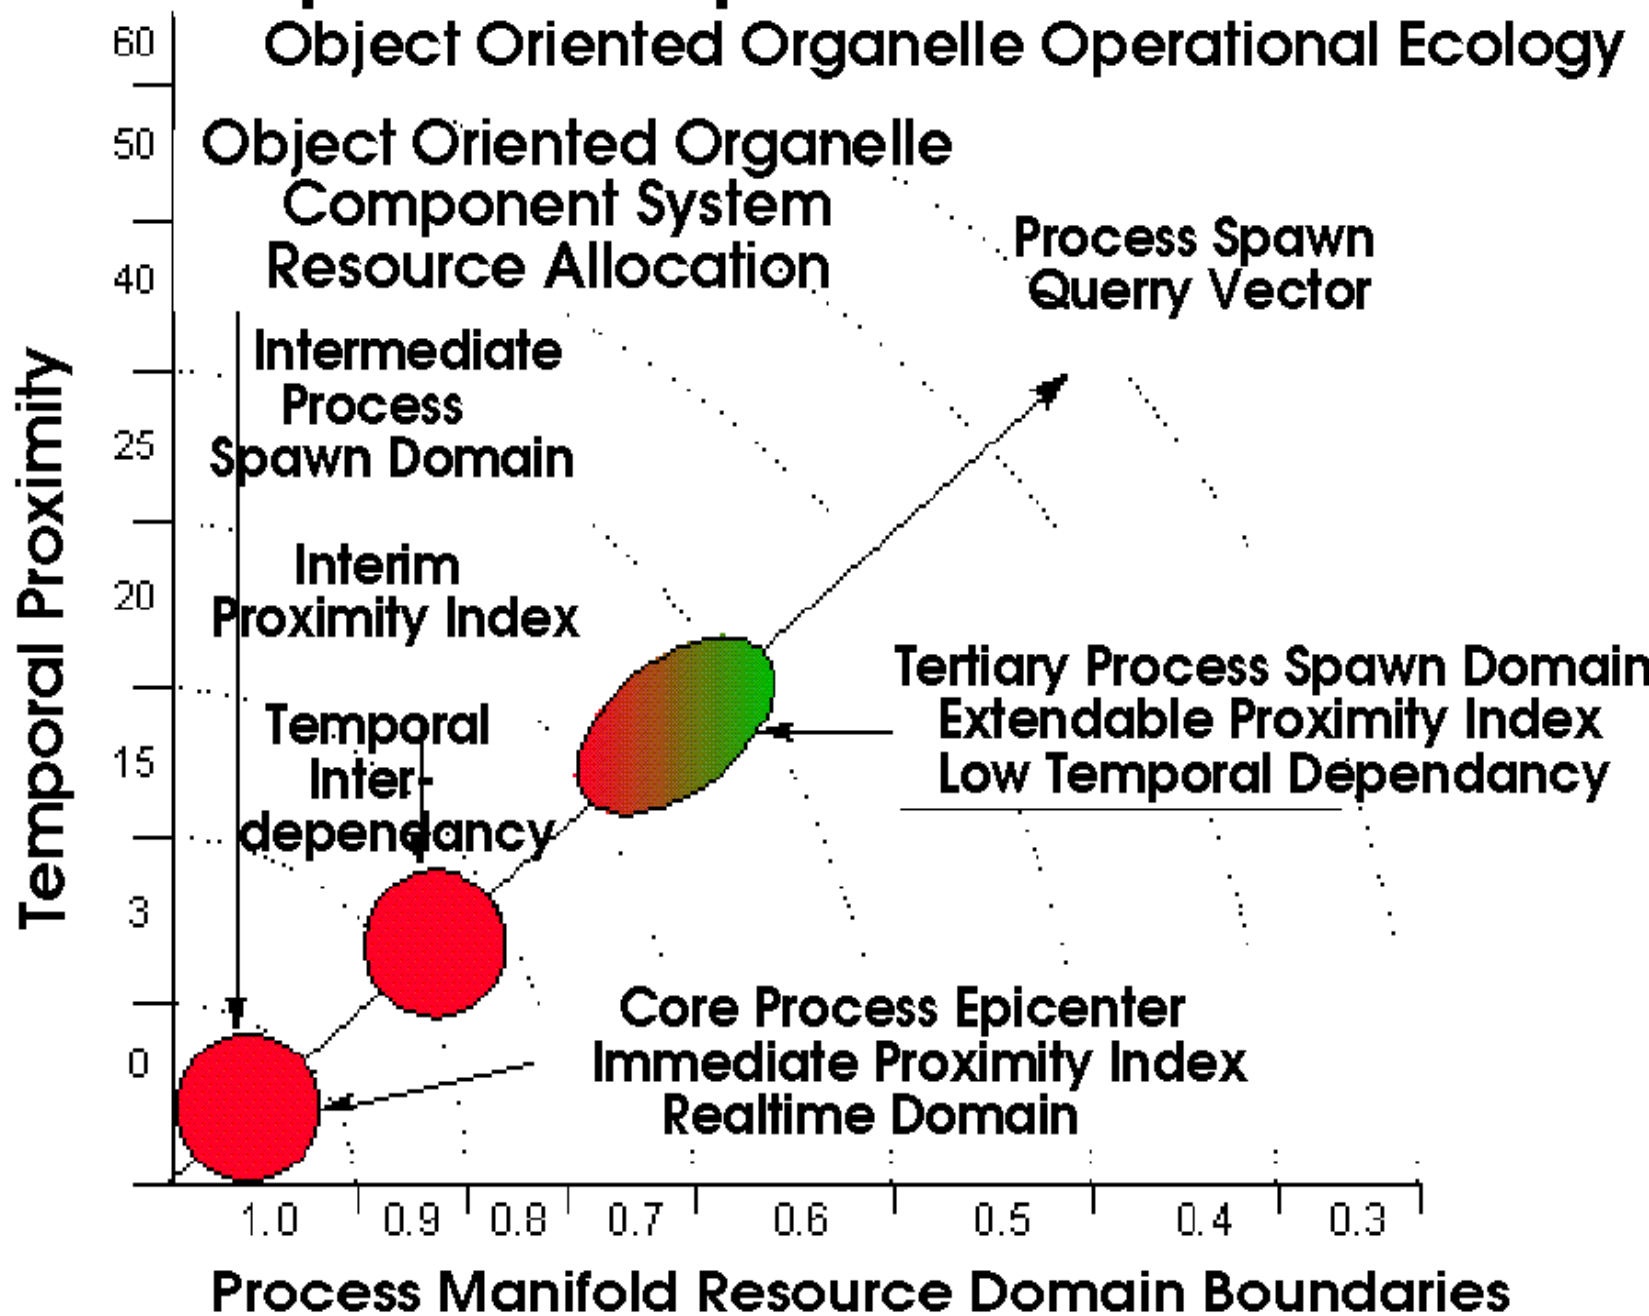 60
Object Oriented Organelle Operational Ecology
50
Object Oriented Organelle
Component System
Resource Allocation
40
Process Spawn
Querry Vector
Intermediate
Process
Spawn Domain
25
Temporal Proximity
Interim
Proximity Index
20
Tertiary Process Spawn Domain
Extendable Proximity Index
Low Temporal Dependancy
Temporal
Inter-
dependancy
15
3
Core Process Epicenter
Immediate Proximity Index
Realtime Domain
0
1.0 0.9 0.8 0.7 0.6 0.5 0.4 0.3
Process Manifold Resource Domain Boundaries